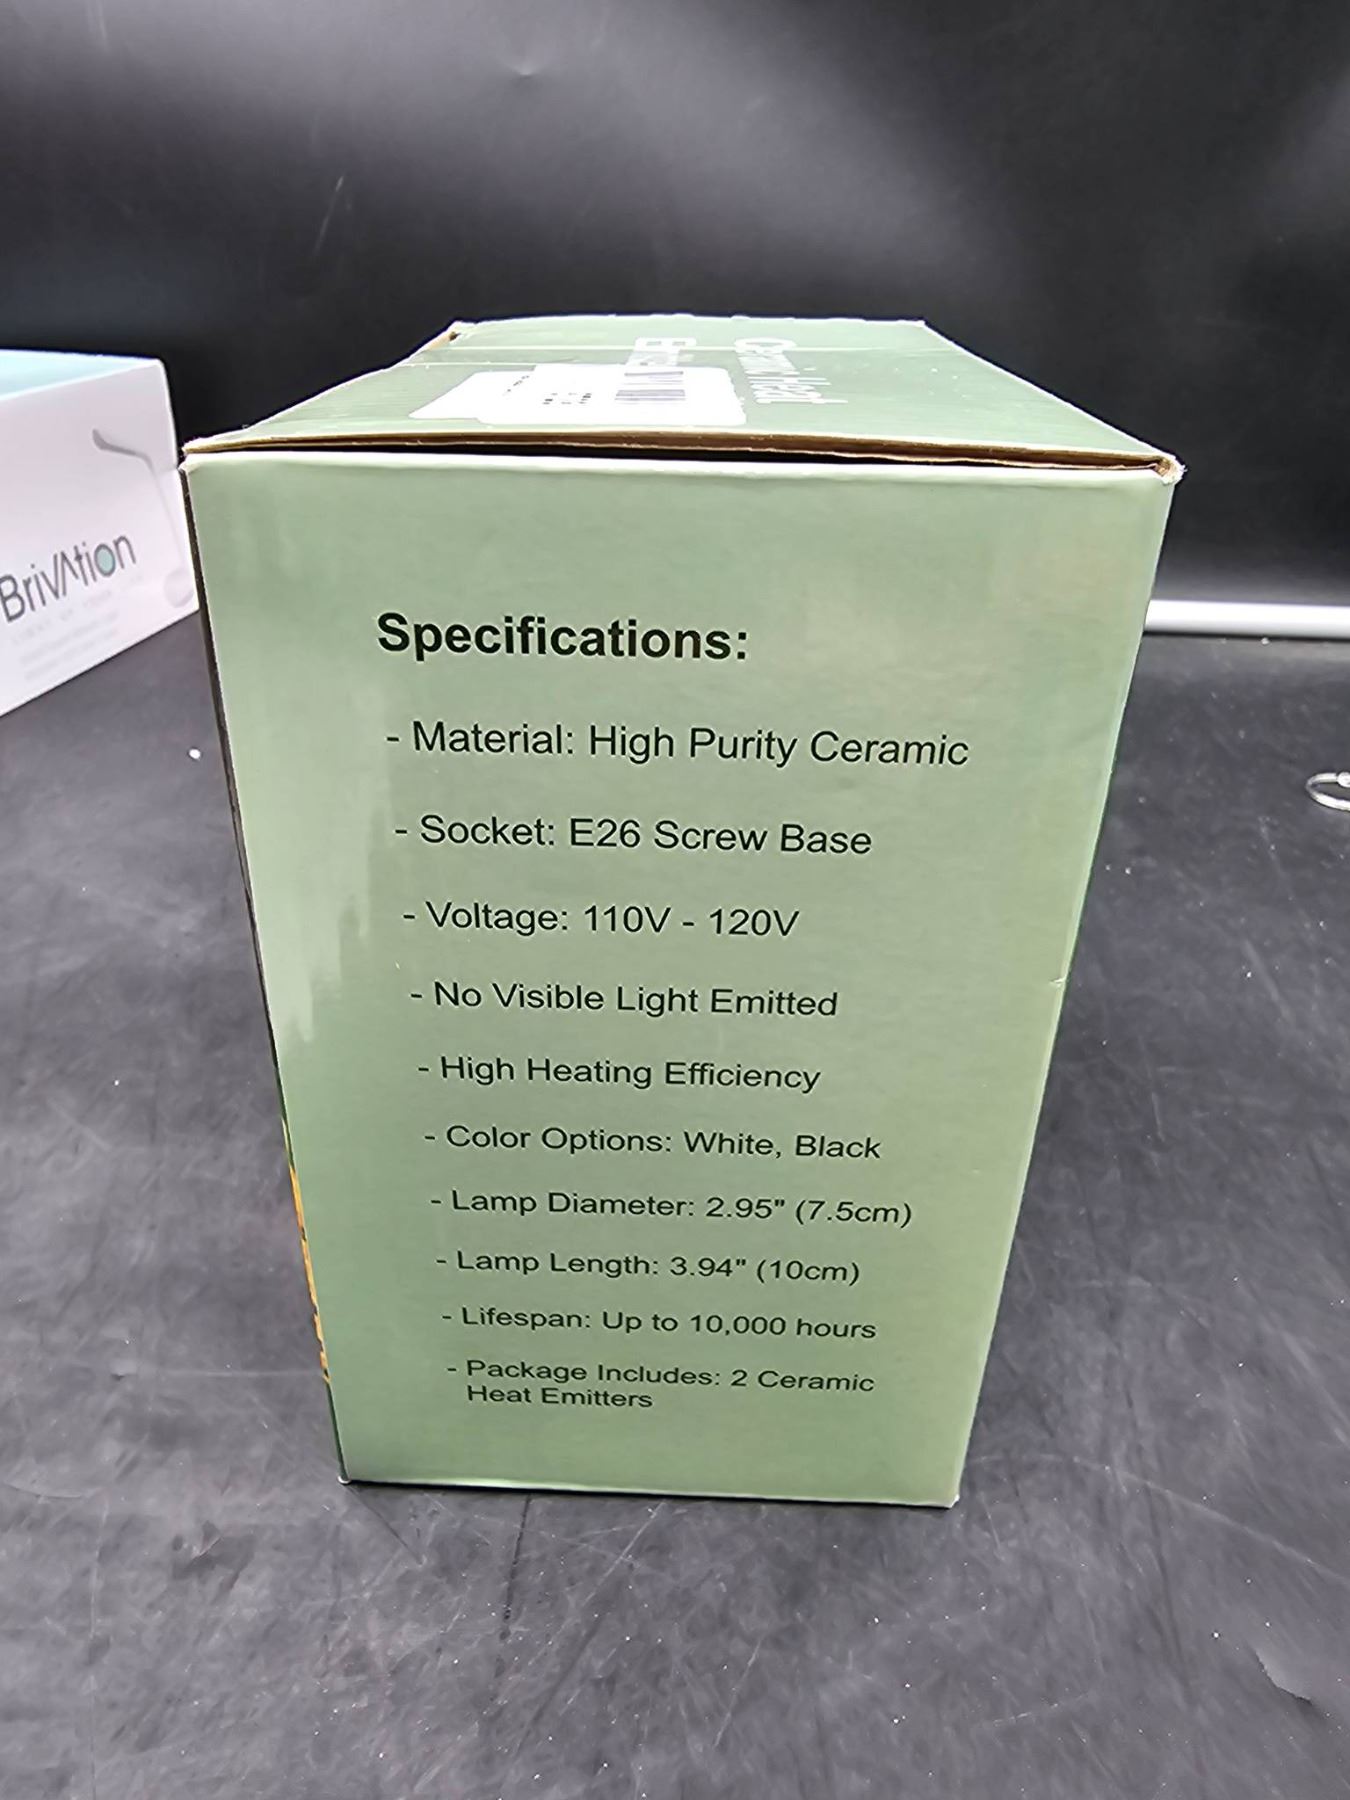 Ceramic Heat
BrivAtion
Specifications:
- Material: High Purity Ceramic
- Socket: E26 Screw Base
- Voltage: 110V - 120V
- No Visible Light Emitted
- High Heating Efficiency
- Color Options: White, Black
- Lamp Diameter: 2.95" (7.5cm)
- Lamp Length: 3.94" (10cm)
- Lifespan: Up to 10,000 hours
- Package Includes: 2 Ceramic
Heat Emitters